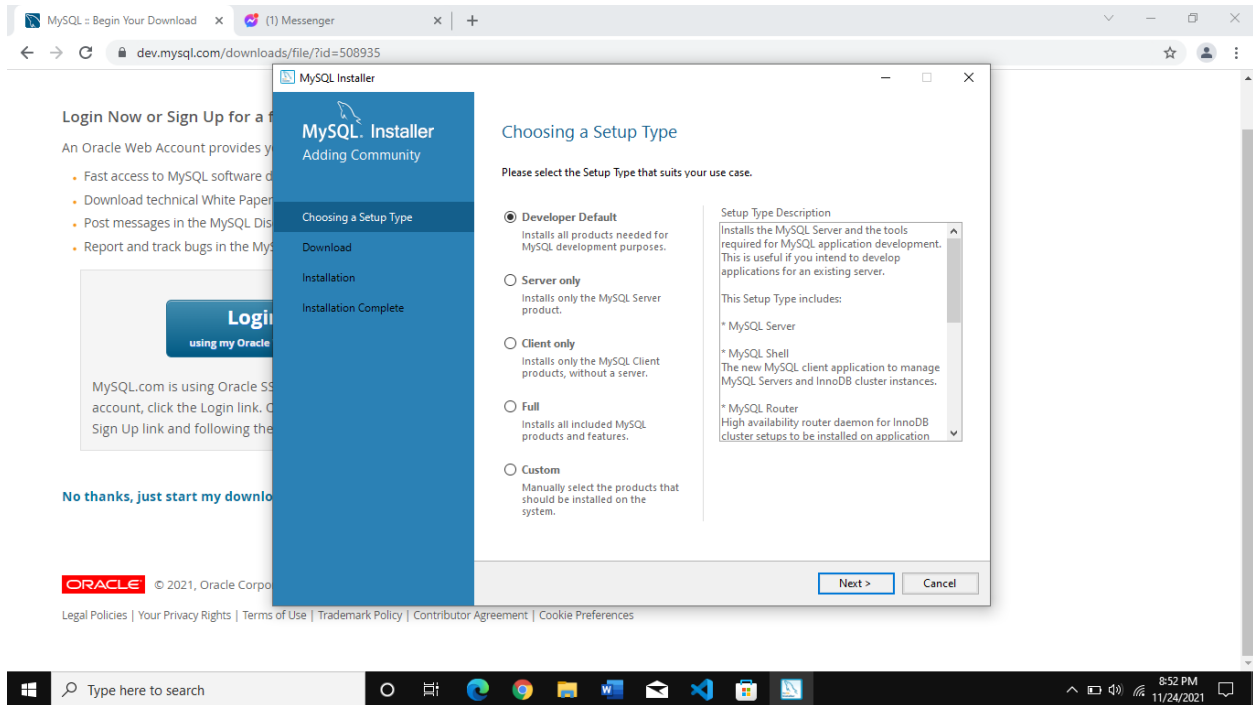 MySQL :: Begin Your Download
(1) Messenger
dev.mysql.com/downloads/file/?id=508935
Login Now or Sign Up for a f
An Oracle Web Account provides y
• Fast access to MySQL software d
• Download technical White Paper
• Post messages in the MySQL Dis
• Report and track bugs in the My
Logi
using my Oracle
MySQL.com is using Oracle SS
account, click the Login link. O
Sign Up link and following the
No thanks, just start my downlo
ORACLE © 2021, Oracle Corpo
Legal Policies | Your Privacy Rights | Terms of Use | Trademark Policy | Contributor Agreement | Cookie Preferences
MySQL Installer
MySQL. Installer
Adding Community
Choosing a Setup Type
Download
Installation
Installation Complete
Choosing a Setup Type
Please select the Setup Type that suits your use case.
Developer Default
Installs all products needed for
MySQL development purposes.
Server only
Installs only the MySQL Server
product.
Client only
Installs only the MySQL Client
products, without a server.
Full
Installs all included MySQL
products and features.
Custom
Manually select the products that
should be installed on the
system.
Setup Type Description
Installs the MySQL Server and the tools
required for MySQL application development.
This is useful if you intend to develop
applications for an existing server.
This Setup Type includes:
* MySQL Server
* MySQL Shell
The new MySQL client application to manage
MySQL Servers and InnoDB cluster instances.
* MySQL Router
High availability router daemon for InnoDB
cluster setups to be installed on application
Next >
Cancel
Type here to search
8:52 PM
11/24/2021